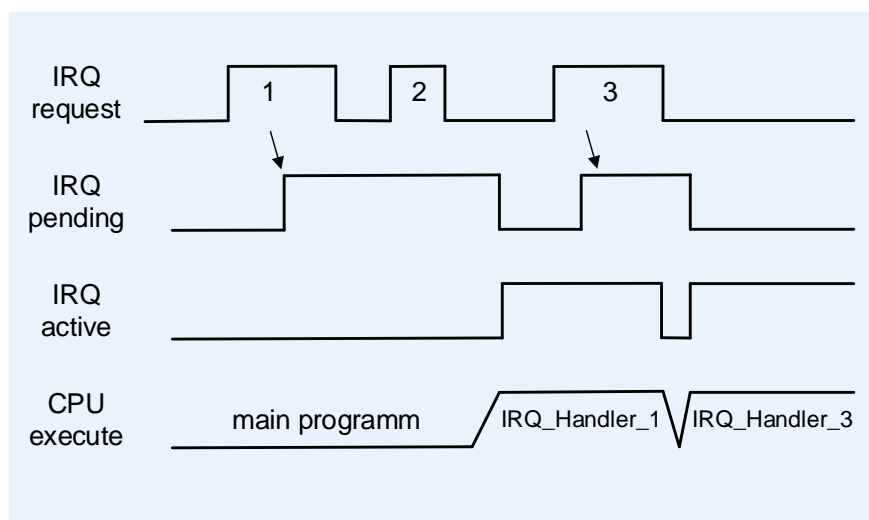 IRQ
request
1
2
3
IRQ
pending
IRQ
active
CPU
execute
main programm
IRQ_Handler_1
IRQ_Handler_3